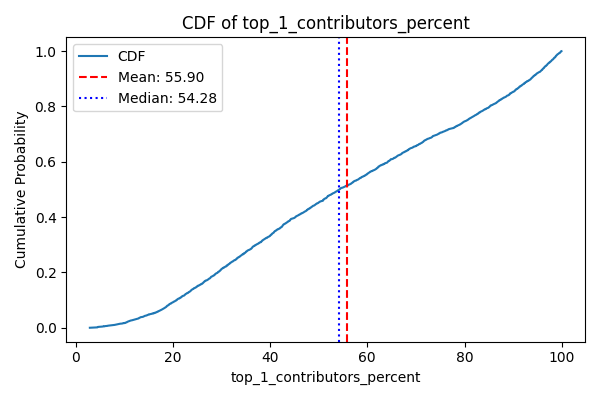 CDF of top_1_contributors_percent
CDF
Mean: 55.90
Median: 54.28
Cumulative Probability
1.0
0.8
0.6
0.4
0.2
0.0
0 20 40 60 80 100
top_1_contributors_percent